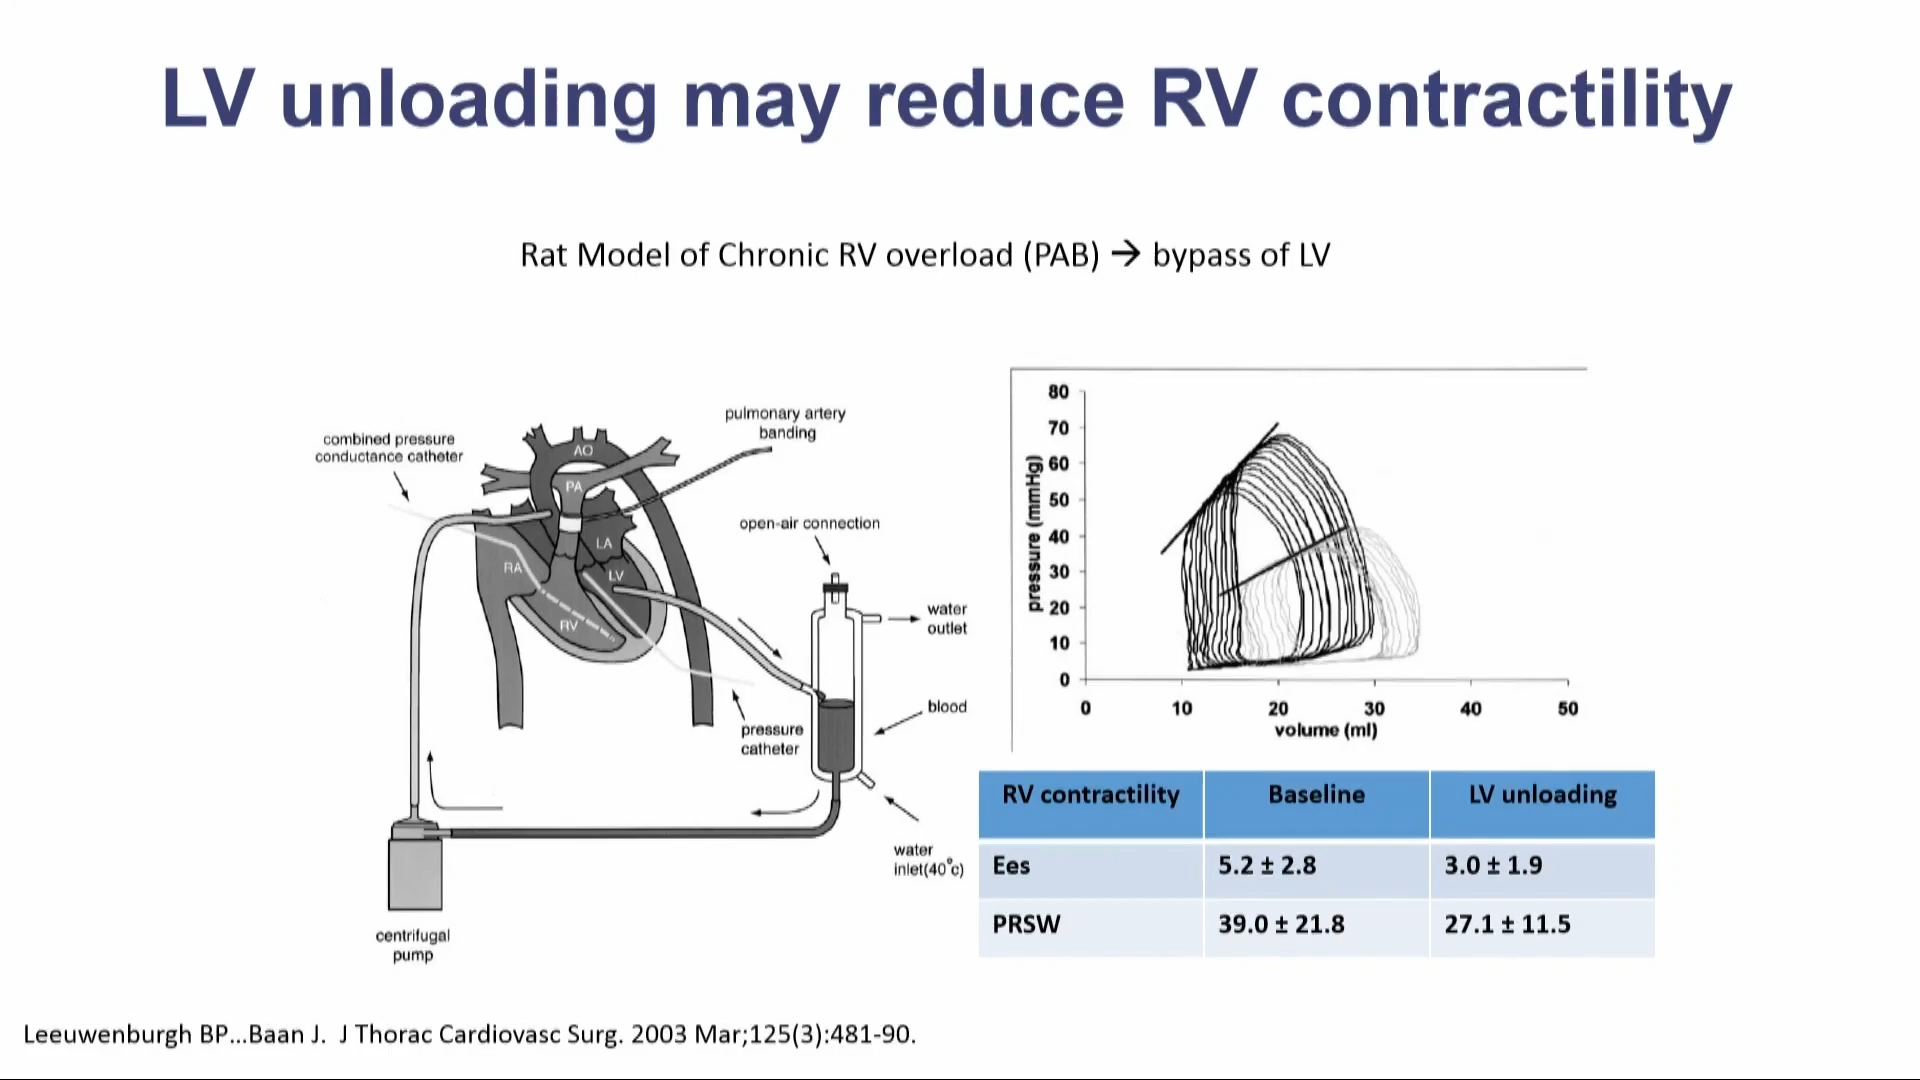 LV unloading may reduce RV contractility
Rat Model of Chronic RV overload (PAB) → bypass of LV
combined pressure
conductance catheter
pulmonary artery
banding
AO
PA
open-air connection
LA
RA
LV
RV
water
outlet
blood
pressure
catheter
water
inlet(40°c)
centrifugal
pump
80
70
60
50
40
30
20
10
0
pressure (mmHg)
0 10 20 30 40 50
volume (ml)
RV contractility Baseline LV unloading
Ees 5.2 ± 2.8 3.0 ± 1.9
PRSW 39.0 ± 21.8 27.1 ± 11.5
Leeuwenburgh BP...Baan J. J Thorac Cardiovasc Surg. 2003 Mar;125(3):481-90.